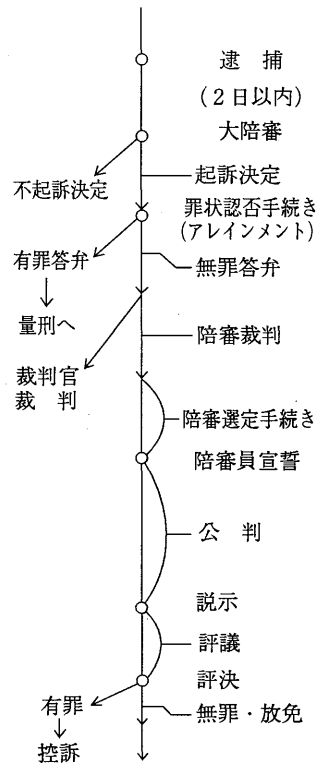 逮 捕
(2日以内)
大陪審
不起訴決定
起訴決定
罪状認否手続き
(アレインメント)
有罪答弁
無罪答弁
量刑へ
陪審裁判
裁判官
裁 判
陪審選定手続き
陪審員宣誓
公 判
説示
評議
評決
有罪
無罪・放免
控訴